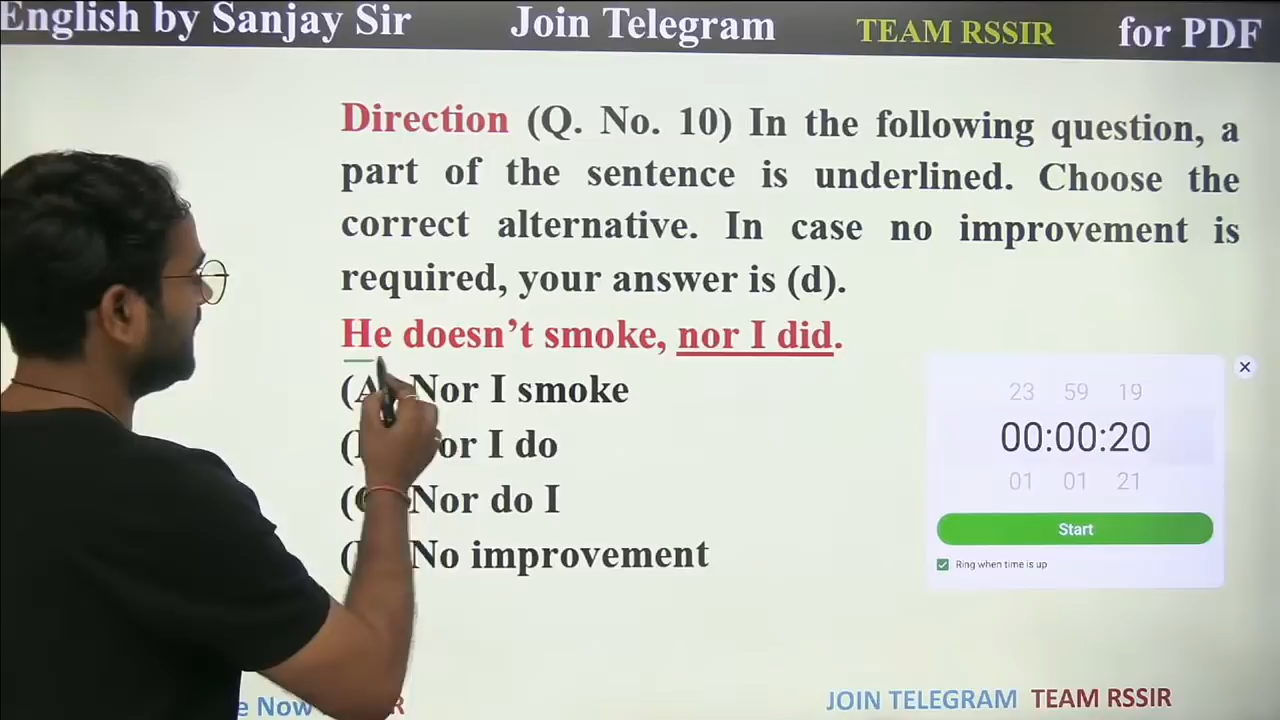 English by Sanjay Sir Join Telegram TEAM RSSIR for PDF
Direction (Q. No. 10) In the following question, a
part of the sentence is underlined. Choose the
correct alternative. In case no improvement is
required, your answer is (d).
He doesn't smoke, nor I did.
(A) Nor I smoke
Nor I do
Nor do I
No improvement
23 59 19
00:00:20
01 01 21
Start
Ring when time is up
Now
JOIN TELEGRAM TEAM RSSIR